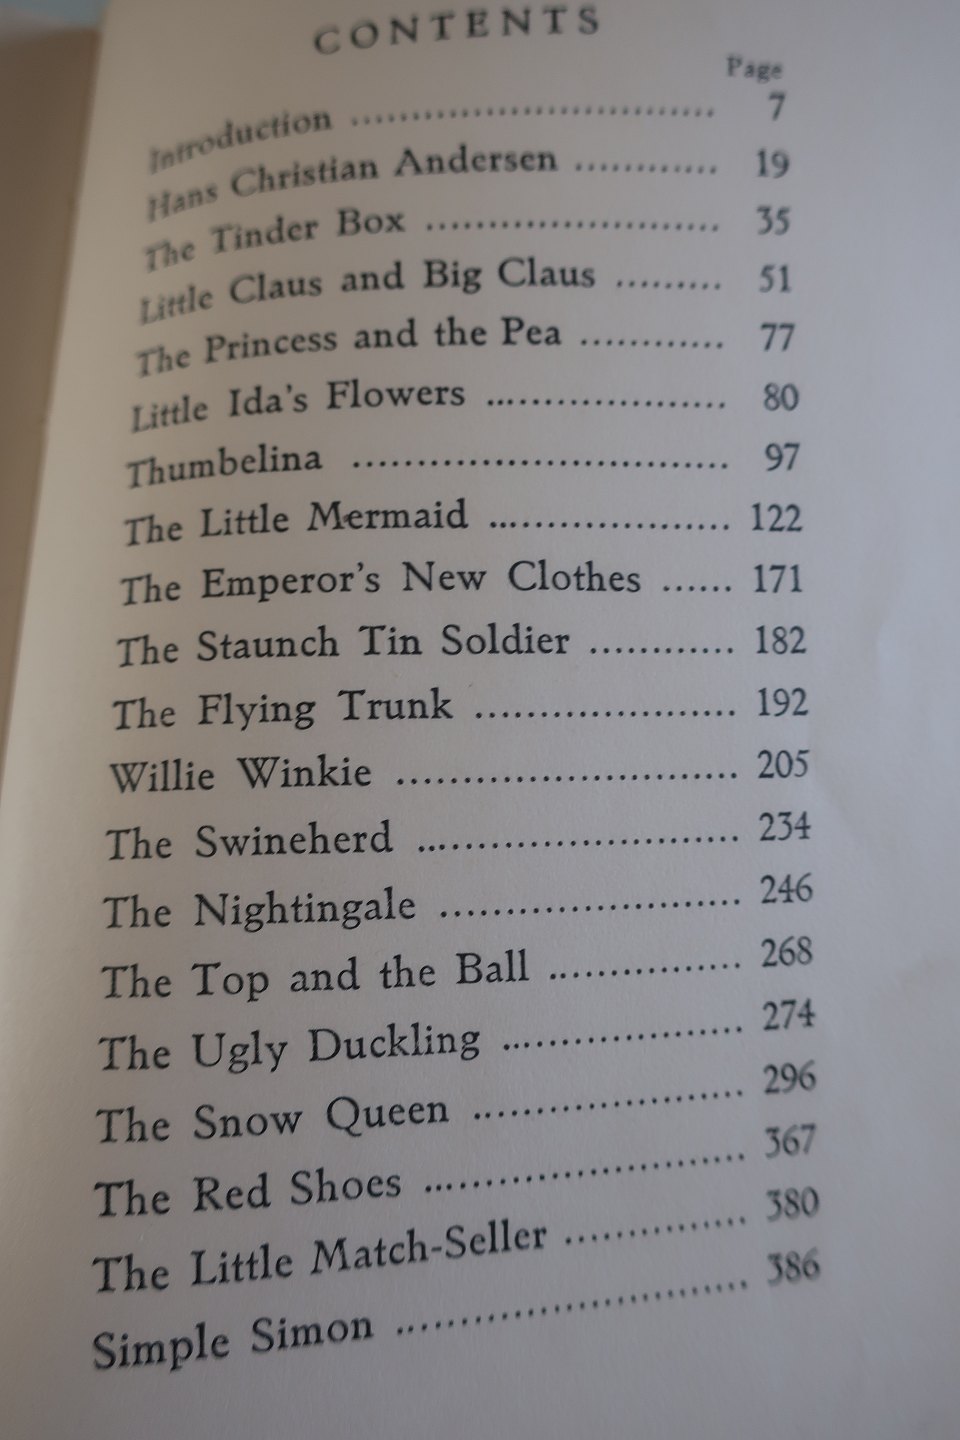 CONTENTS
Page
Introduction .............................. 7
Hans Christian Andersen ............ 19
The Tinder Box ........................ 35
Little Claus and Big Claus ......... 51
The Princess and the Pea ............ 77
Little Ida's Flowers ..................... 80
Thumbelina .............................. 97
The Little Mermaid ..................... 122
The Emperor's New Clothes ...... 171
The Staunch Tin Soldier ............ 182
The Flying Trunk ..................... 192
Willie Winkie ........................... 205
The Swineherd ........................... 234
The Nightingale ........................ 246
The Top and the Ball ............... 268
The Ugly Duckling ..................... 274
The Snow Queen ........................ 296
The Red Shoes ........................... 367
The Little Match-Seller ............... 380
Simple Simon .............................. 386